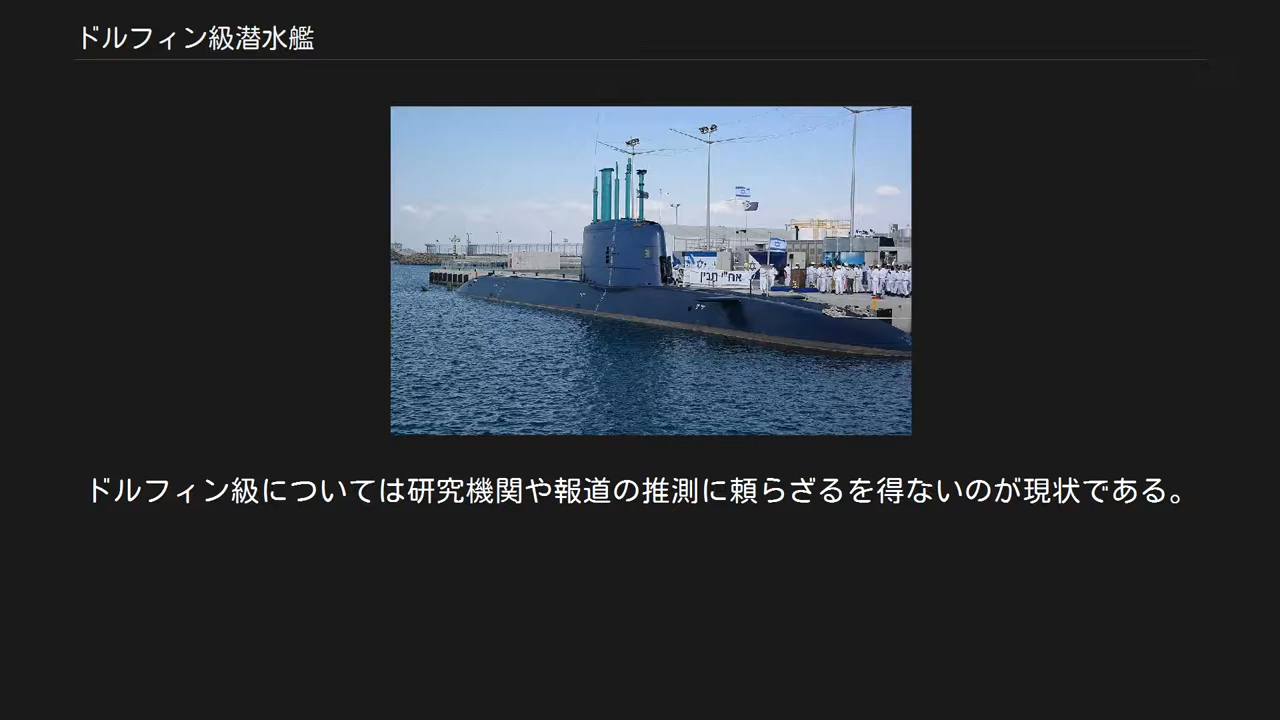 ドルフィン級潜水艦
אח"י תנין
ドルフィン級については研究機関や報道の推測に頼らざるを得ないのが現状である。